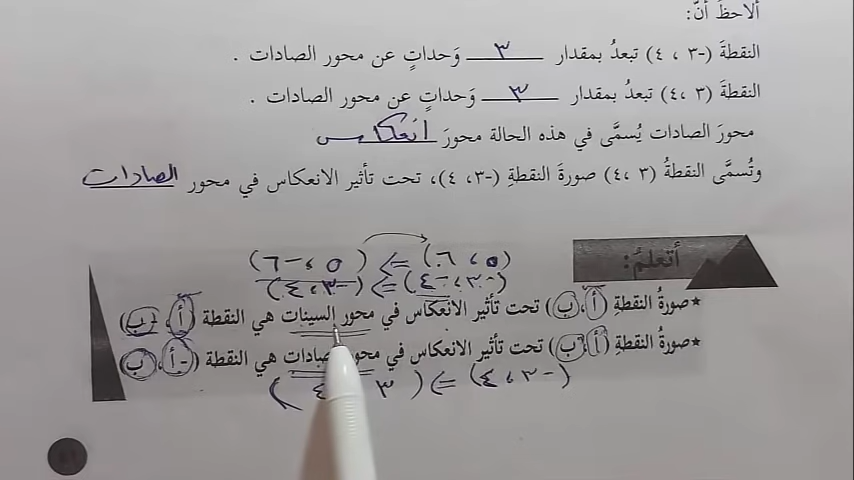 ألاحظَ أنَّ:
النقطةَ (-٣ ، ٤) تبعدُ بمقدار ٣ وَحداتٍ عن محور الصادات .
النقطةَ (٣ ،٤) تبعدُ بمقدار ٣ وَحداتٍ عن محور الصادات .
محورَ الصادات يُسمَّى في هذه الحالة محورَ انعكاس
وتُسمَّى النقطةُ (٣ ،٤) صورةَ النقطةِ (-٣، ٤)، تحت تأثير الانعكاس في محور الصادات
أتعلمُ:
(٥ ، ٦) <= (٥ ، -٦)
(-٣ ، -٤) <= (-٣ ، ٤)
*صورةُ النقطةِ (أ،ب) تحت تأثير الانعكاس في محور السينات هي النقطة (أ، -ب)
*صورةُ النقطةِ (أ،ب) تحت تأثير الانعكاس في محور الصادات هي النقطة (-أ، ب)
(-٣ ، ٤) <= (٣ ٤)